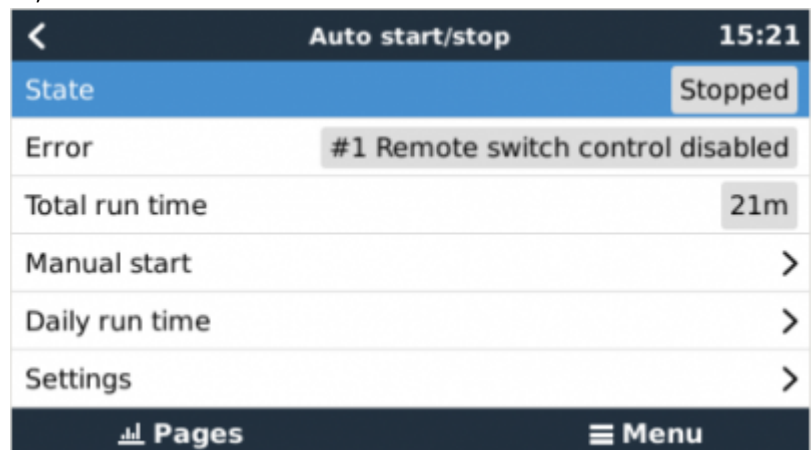 Auto start/stop 15:21
State Stopped
Error #1 Remote switch control disabled
Total run time 21m
Manual start
Daily run time
Settings
Pages Menu